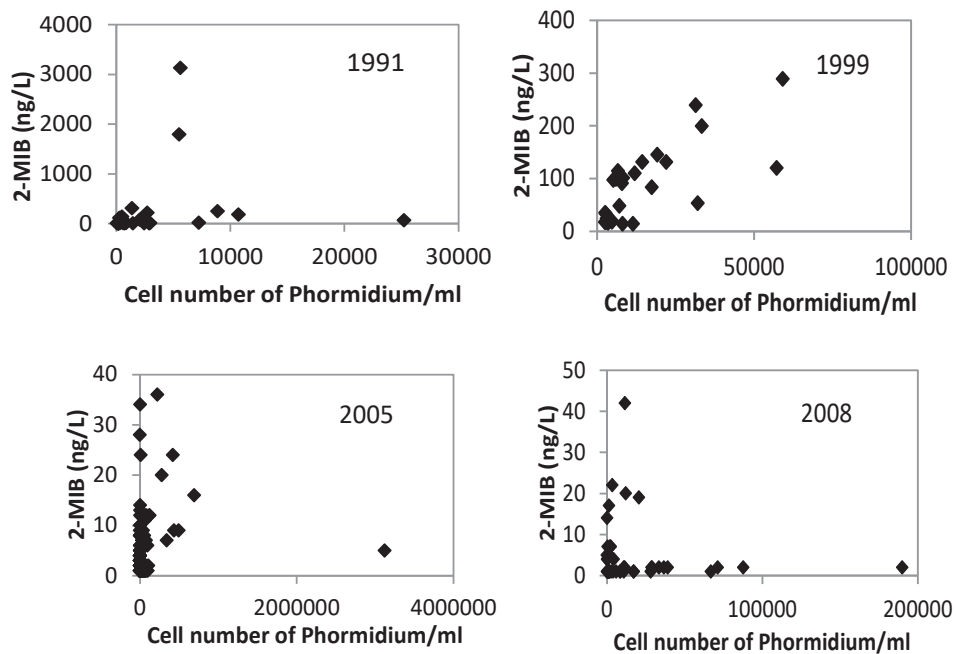 4000
3000
2000
1000
0
2-MIB (ng/L)
1991
0 10000 20000 30000
Cell number of Phormidium/ml
400
300
200
100
0
2-MIB (ng/L)
1999
0 50000 100000
Cell number of Phormidium/ml
40
30
20
10
0
2-MIB (ng/L)
2005
0 2000000 4000000
Cell number of Phormidium/ml
50
40
30
20
10
0
2-MIB (ng/L)
2008
0 100000 200000
Cell number of Phormidium/ml